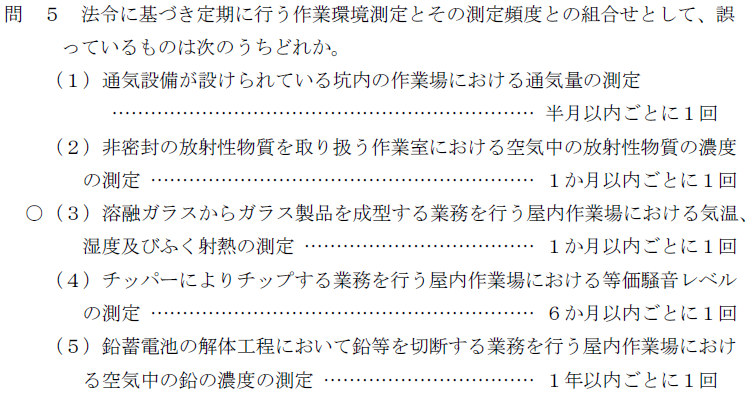 問 ５ 法令に基づき定期に行う作業環境測定とその測定頻度との組合せとして、誤
っているものは次のうちどれか。
（１）通気設備が設けられている坑内の作業場における通気量の測定
……………………………………………………… 半月以内ごとに１回
（２）非密封の放射性物質を取り扱う作業室における空気中の放射性物質の濃度
の測定 ………………………………………………… １か月以内ごとに１回
○（３）溶融ガラスからガラス製品を成型する業務を行う屋内作業場における気温、
湿度及びふく射熱の測定 ……………………………… １か月以内ごとに１回
（４）チッパーによりチップする業務を行う屋内作業場における等価騒音レベル
の測定 ………………………………………………… ６か月以内ごとに１回
（５）鉛蓄電池の解体工程において鉛等を切断する業務を行う屋内作業場におけ
る空気中の鉛の濃度の測定 …………………………… １年以内ごとに１回